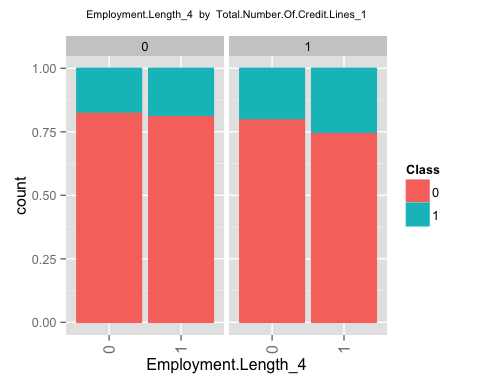 Employment.Length_4 by Total.Number.Of.Credit.Lines_1
0 1
1.00
0.75
0.50
0.25
0.00
count
0 1 0 1
Employment.Length_4
Class
0
1